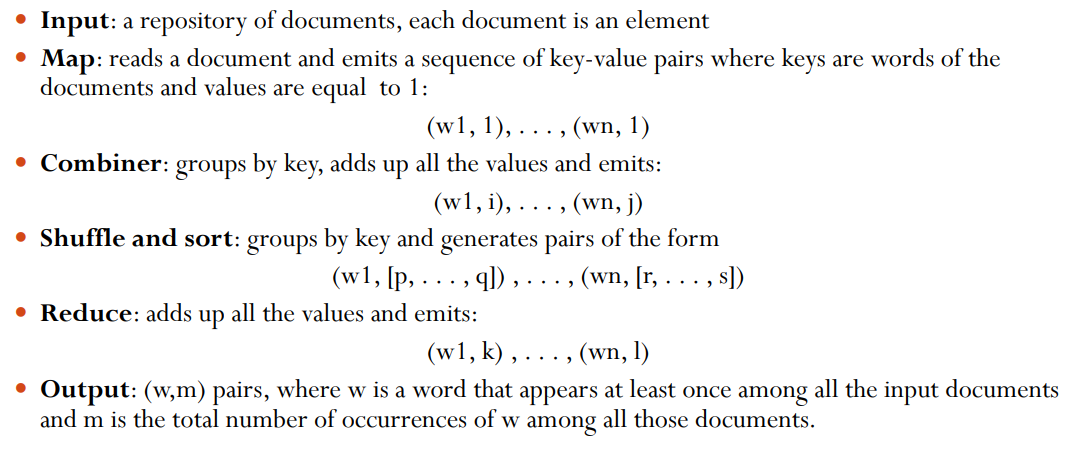 • Input: a repository of documents, each document is an element
• Map: reads a document and emits a sequence of key-value pairs where keys are words of the
documents and values are equal to 1:
(w1, 1), . . . , (wn, 1)
• Combiner: groups by key, adds up all the values and emits:
(w1, i), . . . , (wn, j)
• Shuffle and sort: groups by key and generates pairs of the form
(w1, [p, . . . , q]) , . . . , (wn, [r, . . . , s])
• Reduce: adds up all the values and emits:
(w1, k) , . . . , (wn, l)
• Output: (w,m) pairs, where w is a word that appears at least once among all the input documents
and m is the total number of occurrences of w among all those documents.